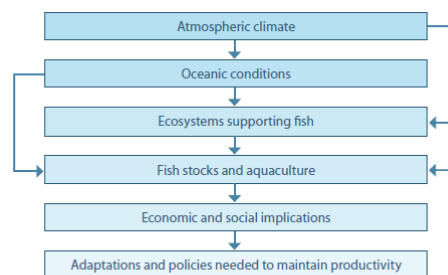 Atmospheric climate
Oceanic conditions
Ecosystems supporting fish
Fish stocks and aquaculture
Economic and social implications
Adaptations and policies needed to maintain productivity